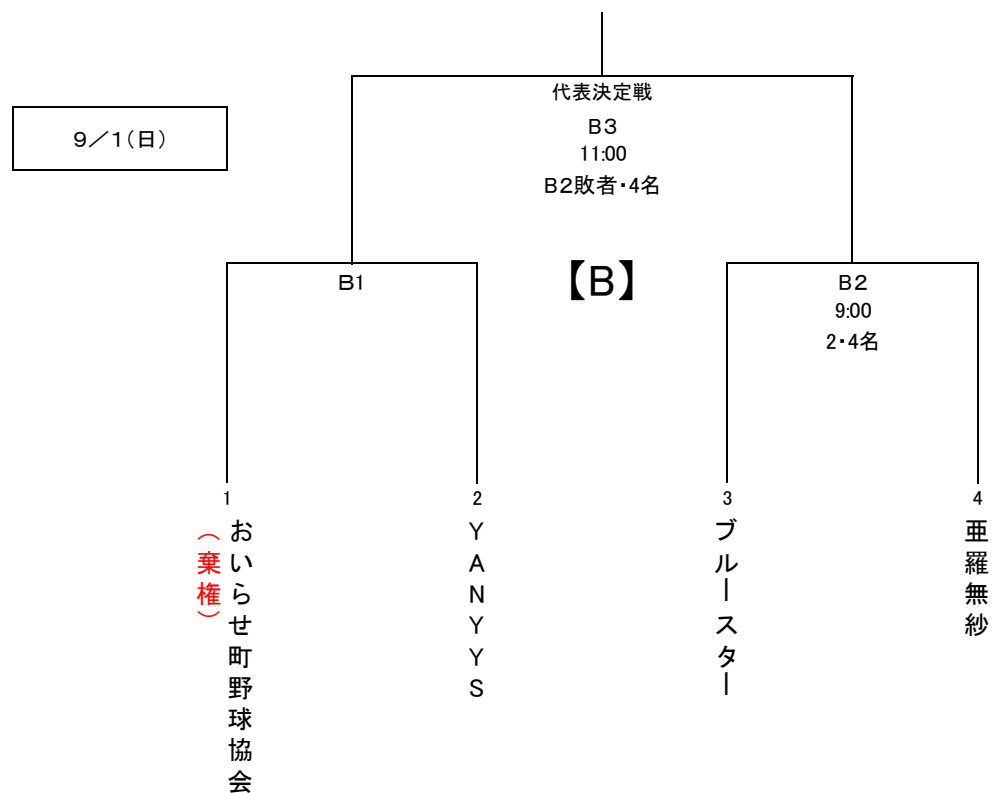 代表決定戦
9／1（日）
B3
11:00
B2敗者・4名
【B】
B1
B2
9:00
2・4名
1
2
3
4
おいらせ町野球協会
（棄権）
YANYYS
ブルースター
亜羅無紗